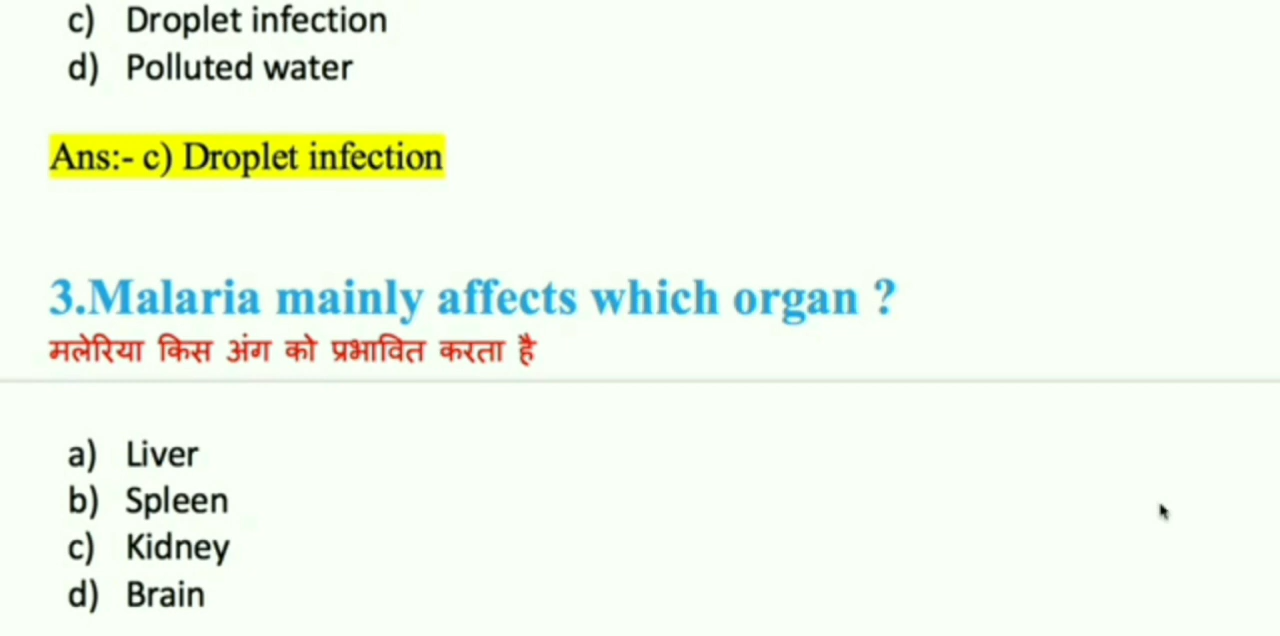 c) Droplet infection
d) Polluted water
Ans:- c) Droplet infection
3.Malaria mainly affects which organ ?
मलेरिया किस अंग को प्रभावित करता है
a) Liver
b) Spleen
c) Kidney
d) Brain